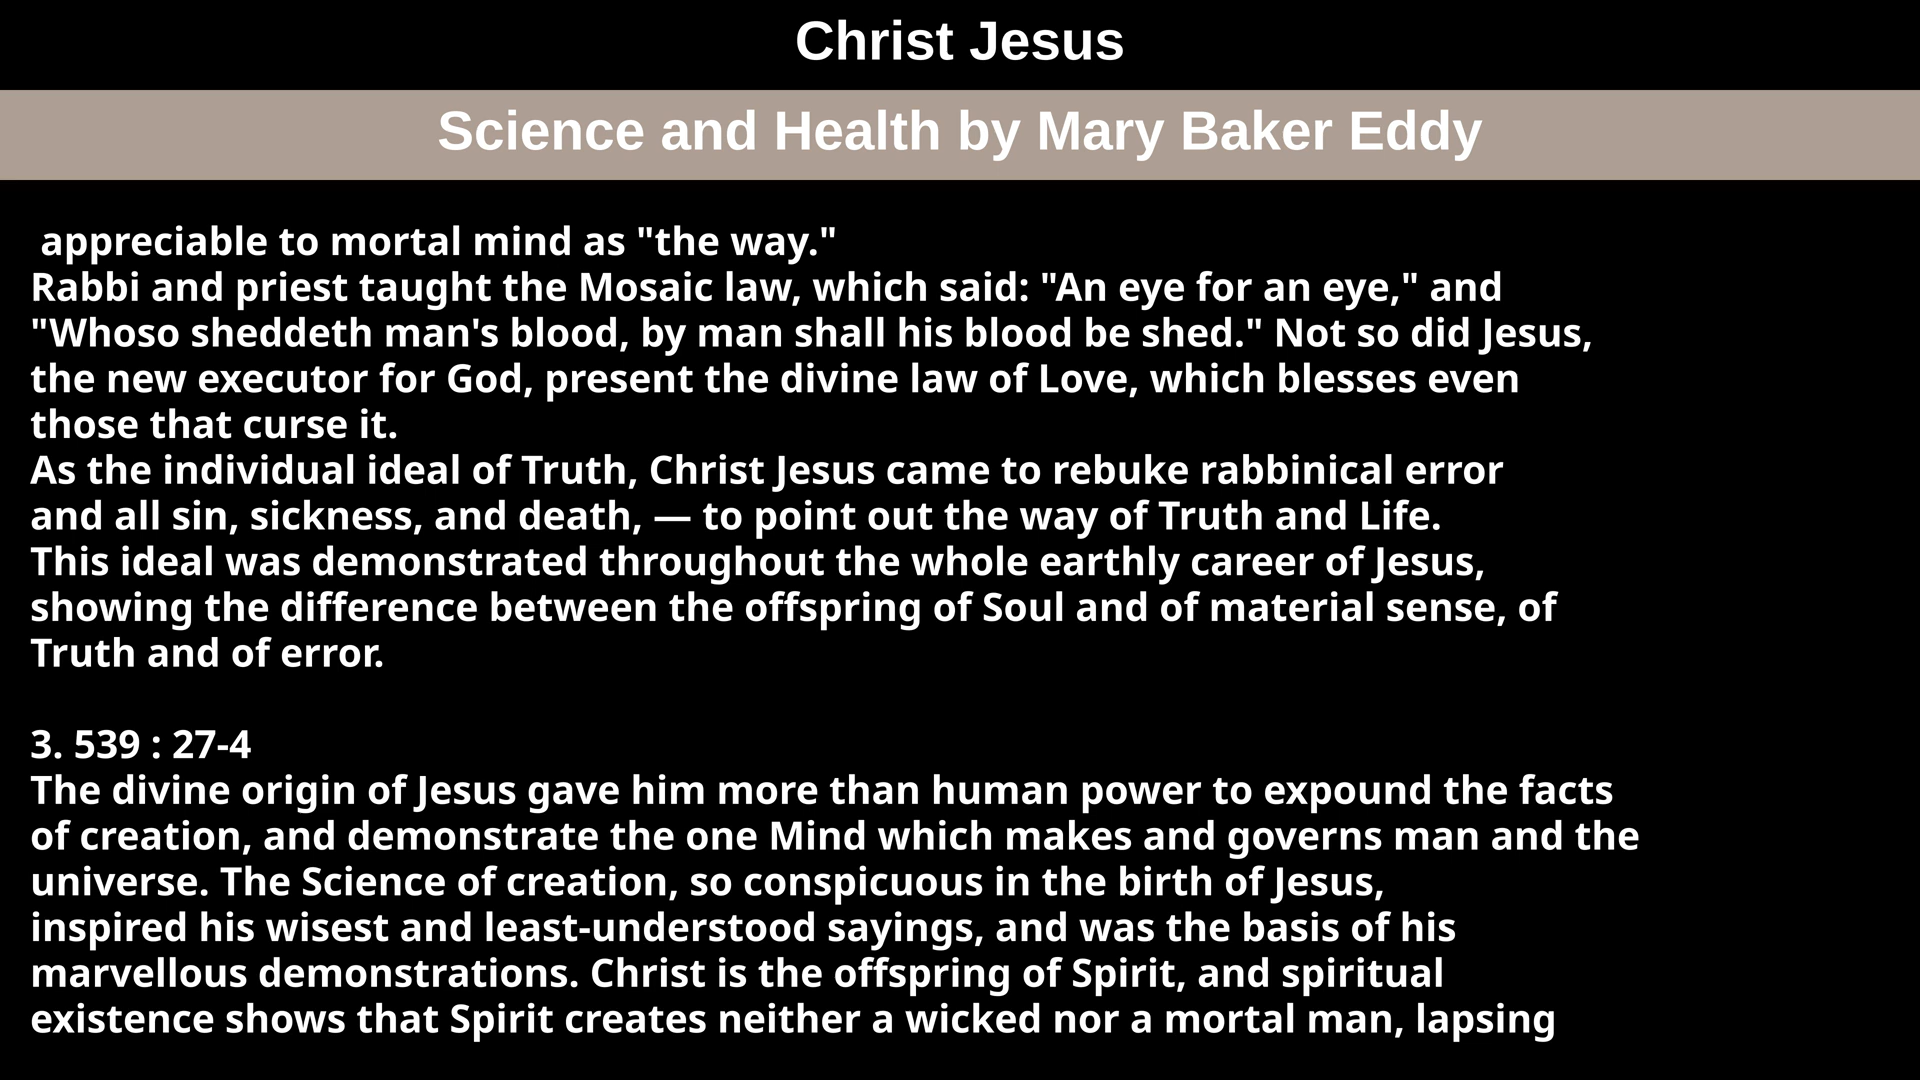 Christ Jesus
Science and Health by Mary Baker Eddy
appreciable to mortal mind as "the way."
Rabbi and priest taught the Mosaic law, which said: "An eye for an eye," and
"Whoso sheddeth man's blood, by man shall his blood be shed." Not so did Jesus,
the new executor for God, present the divine law of Love, which blesses even
those that curse it.
As the individual ideal of Truth, Christ Jesus came to rebuke rabbinical error
and all sin, sickness, and death, — to point out the way of Truth and Life.
This ideal was demonstrated throughout the whole earthly career of Jesus,
showing the difference between the offspring of Soul and of material sense, of
Truth and of error.
3. 539 : 27-4
The divine origin of Jesus gave him more than human power to expound the facts
of creation, and demonstrate the one Mind which makes and governs man and the
universe. The Science of creation, so conspicuous in the birth of Jesus,
inspired his wisest and least-understood sayings, and was the basis of his
marvellous demonstrations. Christ is the offspring of Spirit, and spiritual
existence shows that Spirit creates neither a wicked nor a mortal man, lapsing